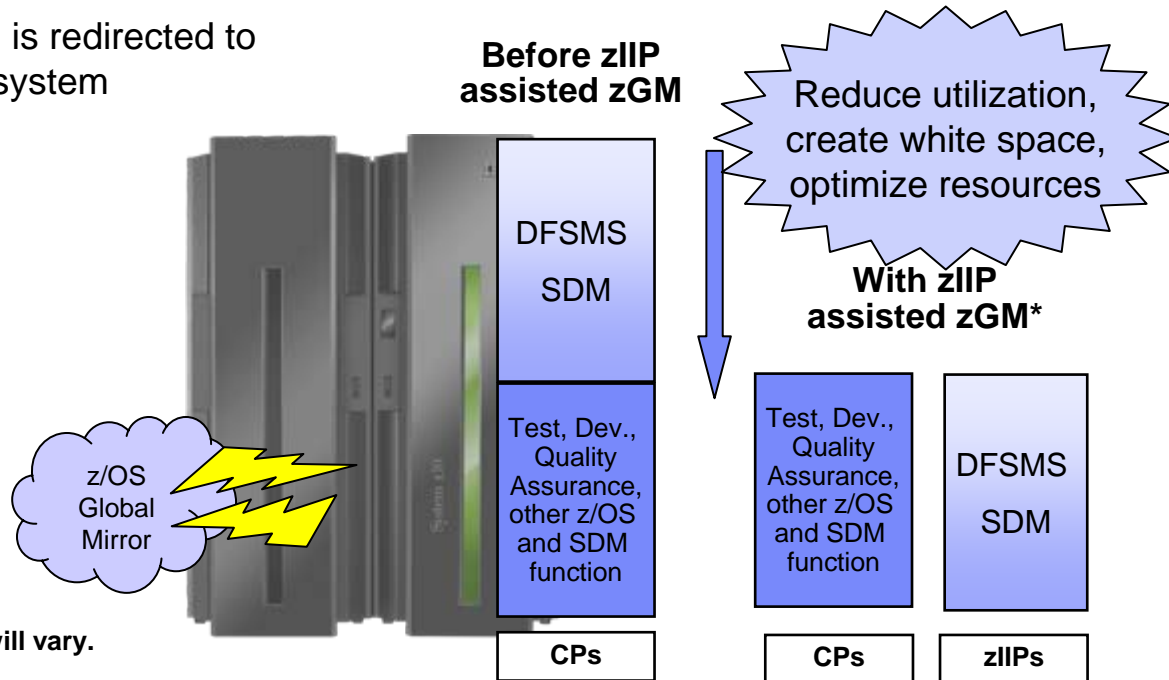 is redirected to
system
Before zIIP
assisted zGM
Reduce utilization,
create white space,
optimize resources
DFSMS
SDM
With zIIP
assisted zGM*
Test, Dev.,
Quality
Assurance,
other z/OS
and SDM
function
z/OS
Global
Mirror
Test, Dev.,
Quality
Assurance,
other z/OS
and SDM
function
DFSMS
SDM
will vary.
CPs
CPs
zIIPs